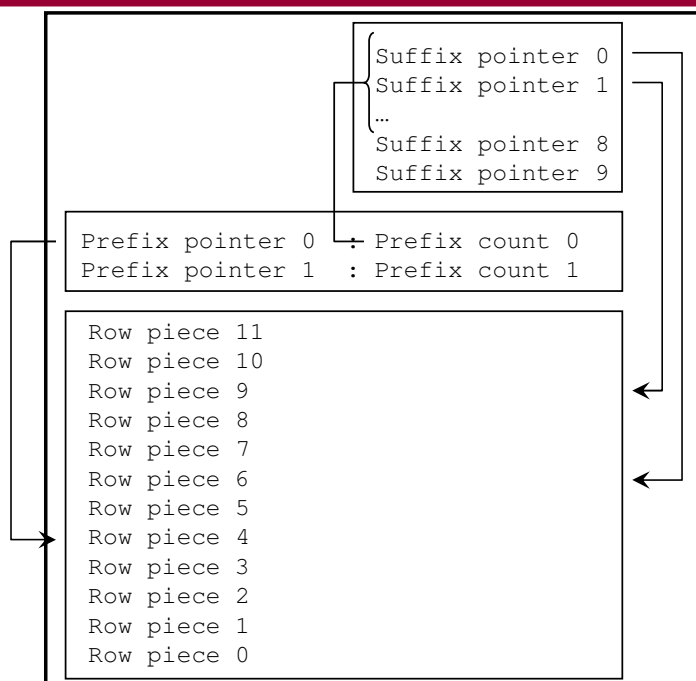 Suffix pointer 0
Suffix pointer 1
…
Suffix pointer 8
Suffix pointer 9
Prefix pointer 0 : Prefix count 0
Prefix pointer 1 : Prefix count 1
Row piece 11
Row piece 10
Row piece 9
Row piece 8
Row piece 7
Row piece 6
Row piece 5
Row piece 4
Row piece 3
Row piece 2
Row piece 1
Row piece 0